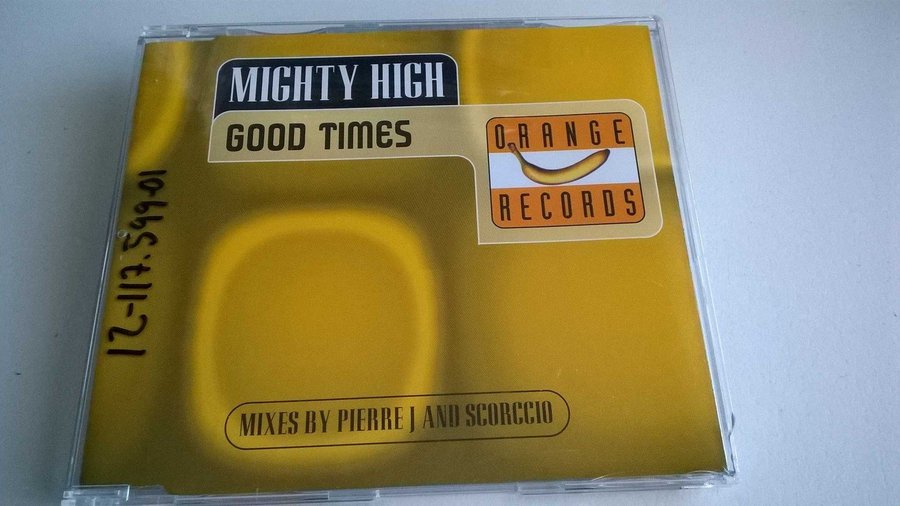 MIGHTY HIGH
GOOD TIMES
ORANGE
RECORDS
12-117.599-01
MIXES BY PIERRE J AND SCORCCIO